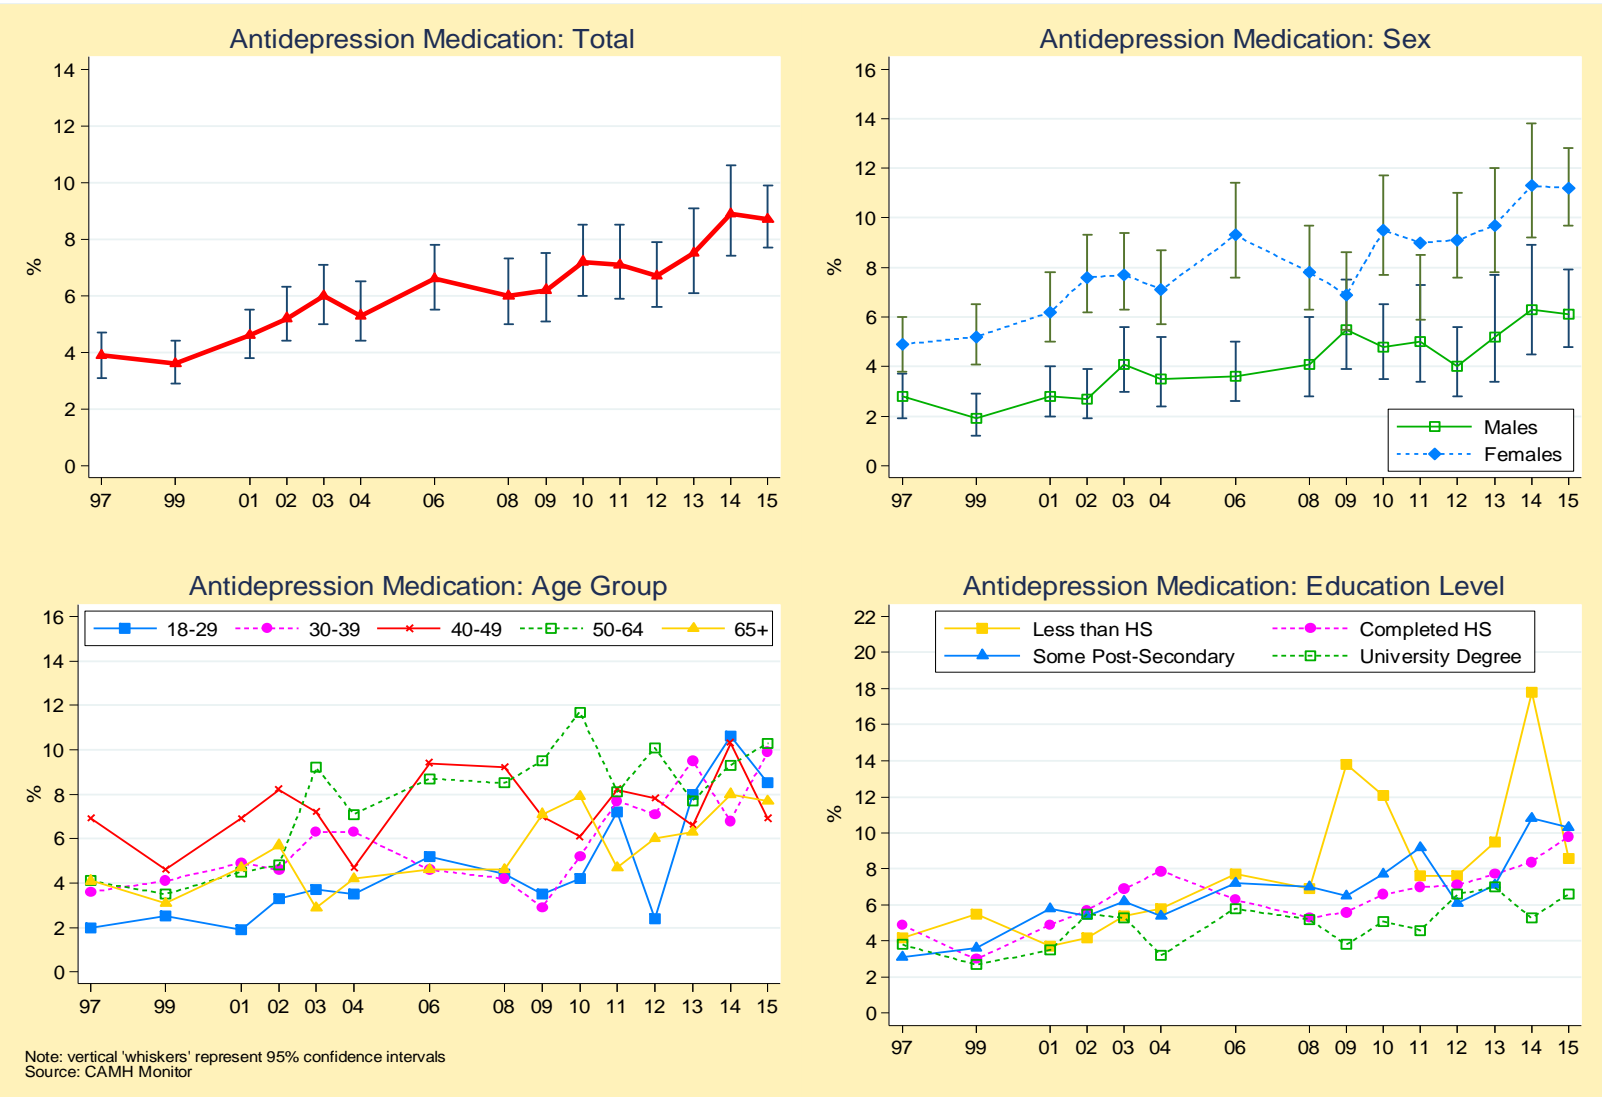 Antidepression Medication: Total
14
12
10
8
6
4
2
0
%
97 99 01 02 03 04 06 08 09 10 11 12 13 14 15
Antidepression Medication: Sex
16
14
12
10
8
6
4
2
0
%
Males
Females
97 99 01 02 03 04 06 08 09 10 11 12 13 14 15
Antidepression Medication: Age Group
18-29 30-39 40-49 50-64 65+
16
14
12
10
8
6
4
2
0
%
97 99 01 02 03 04 06 08 09 10 11 12 13 14 15
Antidepression Medication: Education Level
Less than HS Completed HS
Some Post-Secondary University Degree
22
20
18
16
14
12
10
8
6
4
2
0
%
97 99 01 02 03 04 06 08 09 10 11 12 13 14 15
Note: vertical 'whiskers' represent 95% confidence intervals
Source: CAMH Monitor